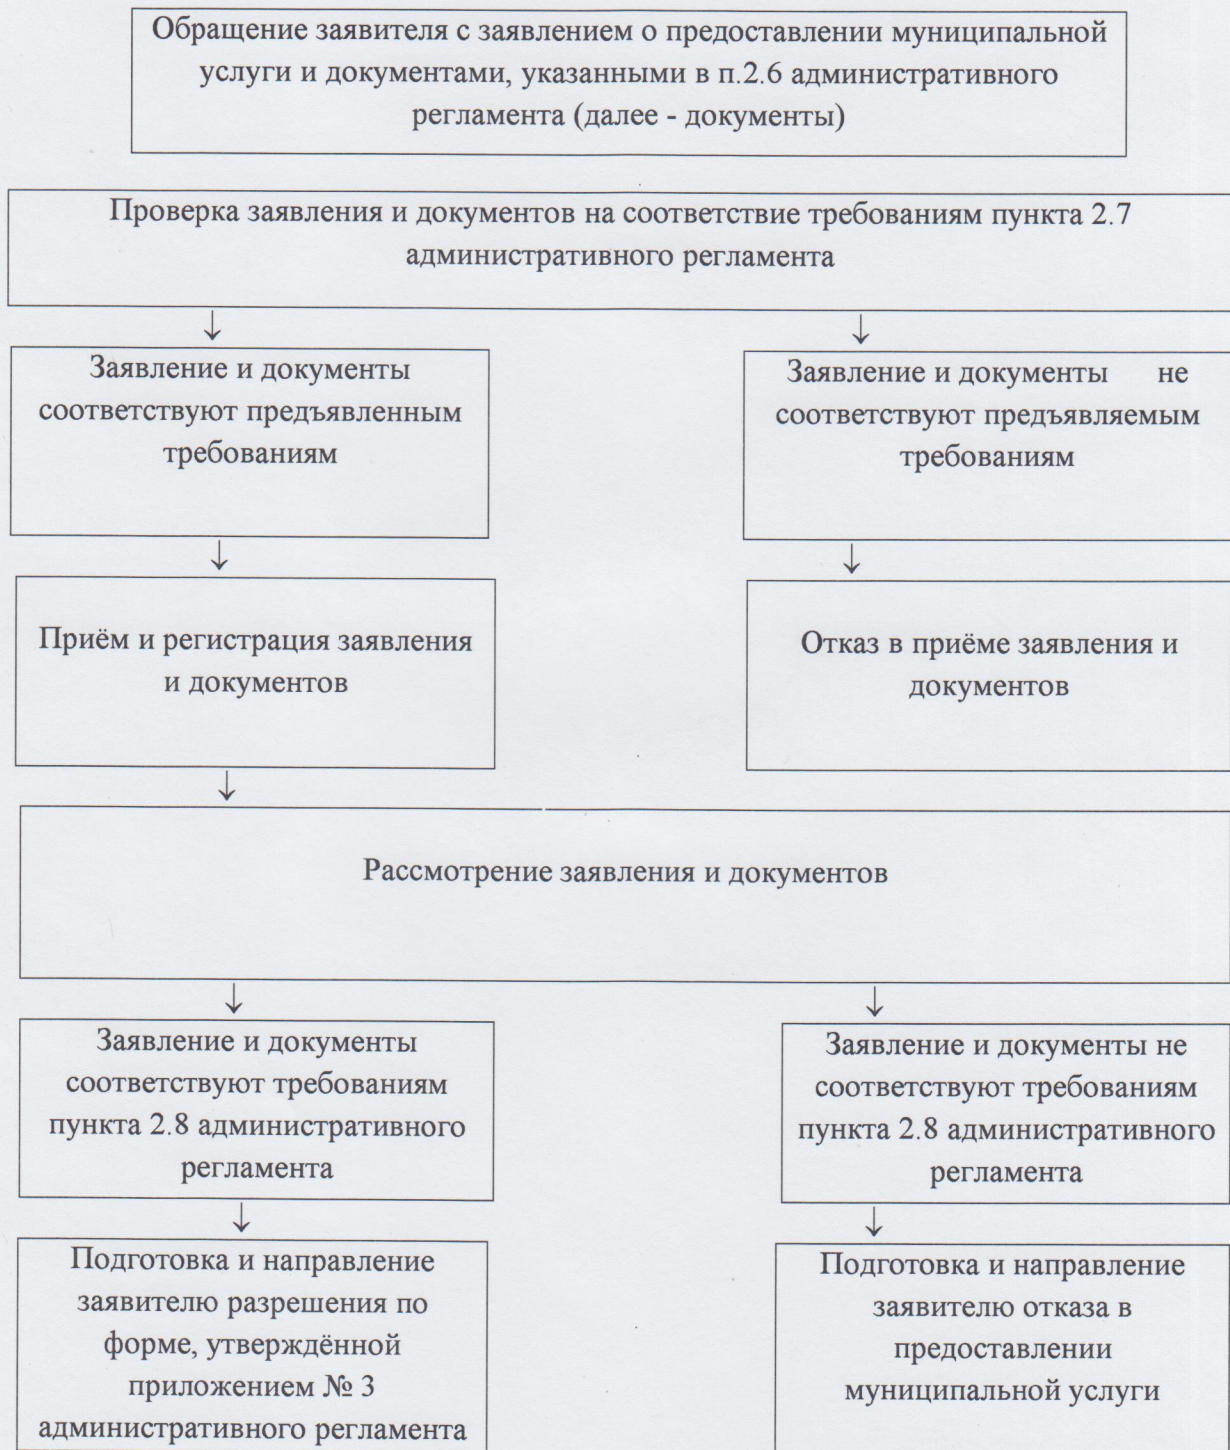 Обращение заявителя с заявлением о предоставлении муниципальной
услуги и документами, указанными в п.2.6 административного
регламента (далее - документы)
Проверка заявления и документов на соответствие требованиям пункта 2.7
административного регламента
Заявление и документы
соответствуют предъявленным
требованиям
Заявление и документы не
соответствуют предъявляемым
требованиям
Приём и регистрация заявления
и документов
Отказ в приёме заявления и
документов
Рассмотрение заявления и документов
Заявление и документы
соответствуют требованиям
пункта 2.8 административного
регламента
Заявление и документы не
соответствуют требованиям
пункта 2.8 административного
регламента
Подготовка и направление
заявителю разрешения по
форме, утверждённой
приложением № 3
административного регламента
Подготовка и направление
заявителю отказа в
предоставлении
муниципальной услуги